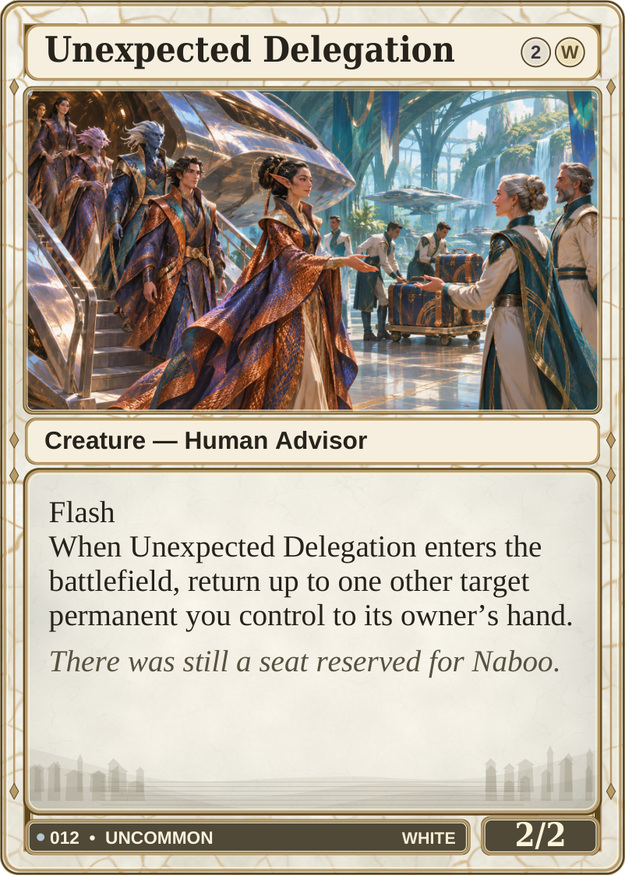 Unexpected Delegation 2 W
Creature — Human Advisor
Flash
When Unexpected Delegation enters the
battlefield, return up to one other target
permanent you control to its owner’s hand.
There was still a seat reserved for Naboo.
012 • UNCOMMON WHITE 2/2